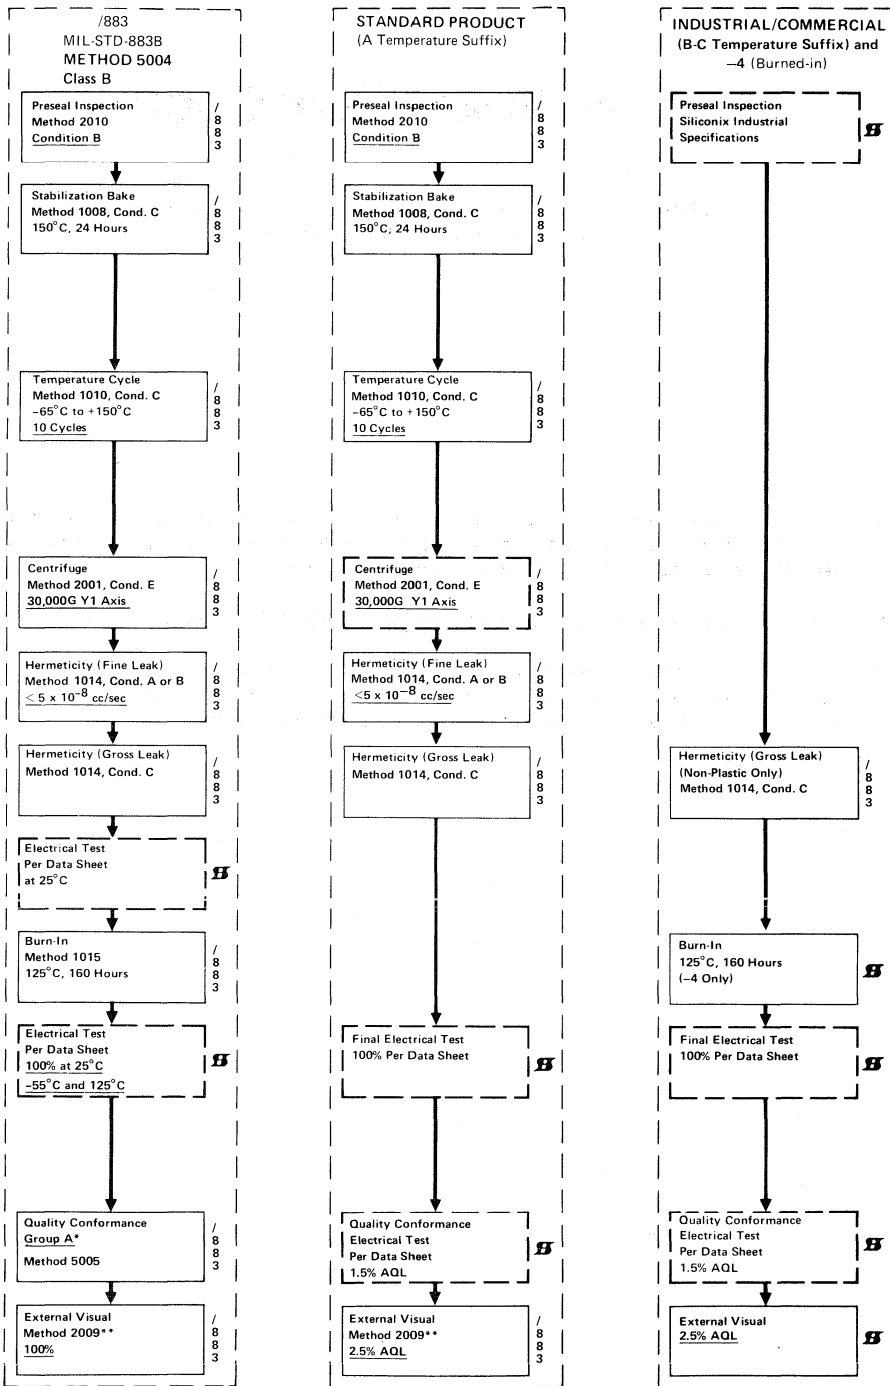 /883
MIL-STD-883B
METHOD 5004
Class B
Preseal Inspection
Method 2010
Condition B
/
8
8
3
Stabilization Bake
Method 1008, Cond. C
150°C, 24 Hours
/
8
8
3
Temperature Cycle
Method 1010, Cond. C
-65°C to +150°C
10 Cycles
/
8
8
3
Centrifuge
Method 2001, Cond. E
30,000G Y1 Axis
/
8
8
3
Hermeticity (Fine Leak)
Method 1014, Cond. A or B
< 5 x 10⁻⁸ cc/sec
/
8
8
3
Hermeticity (Gross Leak)
Method 1014, Cond. C
/
8
8
3
Electrical Test
Per Data Sheet
at 25°C
Burn-In
Method 1015
125°C, 160 Hours
/
8
8
3
Electrical Test
Per Data Sheet
100% at 25°C
-55°C and 125°C
Quality Conformance
Group A*
Method 5005
/
8
8
3
External Visual
Method 2009**
100%
/
8
8
3
STANDARD PRODUCT
(A Temperature Suffix)
Preseal Inspection
Method 2010
Condition B
/
8
8
3
Stabilization Bake
Method 1008, Cond. C
150°C, 24 Hours
/
8
8
3
Temperature Cycle
Method 1010, Cond. C
-65°C to +150°C
10 Cycles
/
8
8
3
Centrifuge
Method 2001, Cond. E
30,000G Y1 Axis
/
8
8
3
Hermeticity (Fine Leak)
Method 1014, Cond. A or B
<5 x 10⁻⁸ cc/sec
/
8
8
3
Hermeticity (Gross Leak)
Method 1014, Cond. C
/
8
8
3
Final Electrical Test
100% Per Data Sheet
Quality Conformance
Electrical Test
Per Data Sheet
1.5% AQL
External Visual
Method 2009**
2.5% AQL
/
8
8
3
INDUSTRIAL/COMMERCIAL
(B-C Temperature Suffix) and
-4 (Burned-in)
Preseal Inspection
Siliconix Industrial
Specifications
Hermeticity (Gross Leak)
(Non-Plastic Only)
Method 1014, Cond. C
/
8
8
3
Burn-In
125°C, 160 Hours
(-4 Only)
Final Electrical Test
100% Per Data Sheet
Quality Conformance
Electrical Test
Per Data Sheet
1.5% AQL
External Visual
2.5% AQL